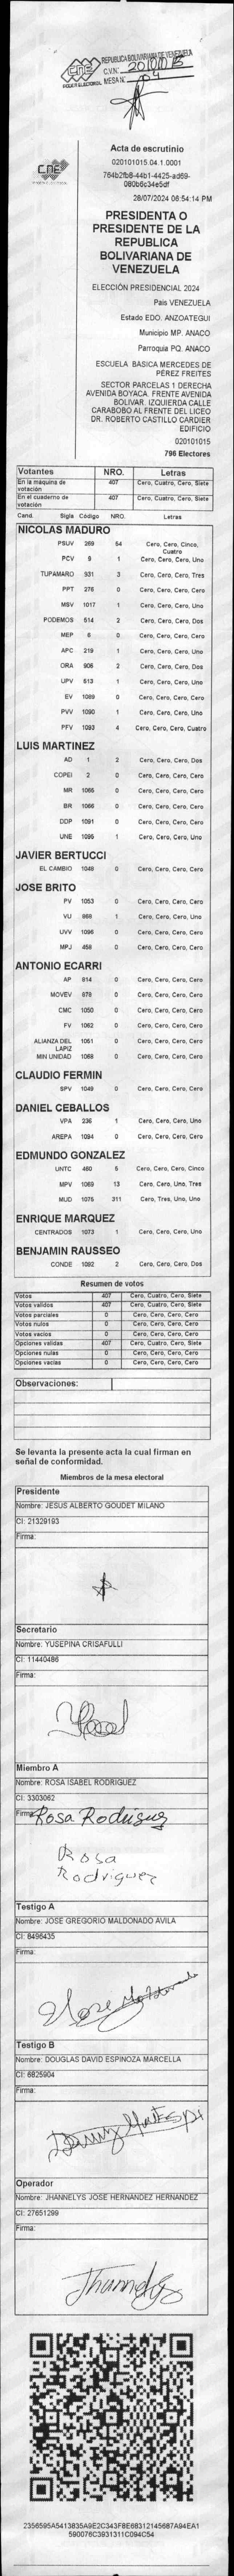 REPUBLICA BOLIVARIANA DE VENEZUELA
cne
PODER ELECTORAL
C.V.N:
MESA N:
04
CNE
Acta de escrutinio
020101015.04.1.0001
764b2fb8-44b1-4425-ad69-
080b6c34e5df
28/07/2024 06:54:14 PM
PRESIDENTA O
PRESIDENTE DE LA
REPUBLICA
BOLIVARIANA DE
VENEZUELA
ELECCIÓN PRESIDENCIAL 2024
Pais VENEZUELA
Estado EDO. ANZOATEGUI
Municipio MP. ANACO
Parroquia PQ. ANACO
ESCUELA BASICA MERCEDES DE
PÉREZ FREITES
SECTOR PARCELAS 1 DERECHA
AVENIDA BOYACA. FRENTE AVENIDA
BOLIVAR. IZQUIERDA CALLE
CARABOBO AL FRENTE DEL LICEO
DR. ROBERTO CASTILLO CARDIER
EDIFICIO
020101015
796 Electores
Votantes NRO. Letras
En la máquina de votación 407 Cero, Cuatro, Cero, Siete
En el cuaderno de votación 407 Cero, Cuatro, Cero, Siete
Cand. Sigla Código NRO. Letras
NICOLAS MADURO
PSUV 269 54 Cero, Cero, Cinco, Cuatro
PCV 9 1 Cero, Cero, Cero, Uno
TUPAMARO 931 3 Cero, Cero, Cero, Tres
PPT 276 0 Cero, Cero, Cero, Cero
MSV 1017 1 Cero, Cero, Cero, Uno
PODEMOS 514 2 Cero, Cero, Cero, Dos
MEP 6 0 Cero, Cero, Cero, Cero
APC 219 1 Cero, Cero, Cero, Uno
ORA 906 2 Cero, Cero, Cero, Dos
UPV 513 1 Cero, Cero, Cero, Uno
EV 1089 0 Cero, Cero, Cero, Cero
PVV 1090 1 Cero, Cero, Cero, Uno
PFV 1093 4 Cero, Cero, Cero, Cuatro
LUIS MARTINEZ
AD 1 2 Cero, Cero, Cero, Dos
COPEI 2 0 Cero, Cero, Cero, Cero
MR 1065 0 Cero, Cero, Cero, Cero
BR 1066 0 Cero, Cero, Cero, Cero
DDP 1091 0 Cero, Cero, Cero, Cero
UNE 1095 1 Cero, Cero, Cero, Uno
JAVIER BERTUCCI
EL CAMBIO 1048 0 Cero, Cero, Cero, Cero
JOSE BRITO
PV 1053 0 Cero, Cero, Cero, Cero
VU 868 1 Cero, Cero, Cero, Uno
UVV 1096 0 Cero, Cero, Cero, Cero
MPJ 458 0 Cero, Cero, Cero, Cero
ANTONIO ECARRI
AP 814 0 Cero, Cero, Cero, Cero
MOVEV 978 0 Cero, Cero, Cero, Cero
CMC 1050 0 Cero, Cero, Cero, Cero
FV 1062 0 Cero, Cero, Cero, Cero
ALIANZA DEL LAPIZ 1051 0 Cero, Cero, Cero, Cero
MIN UNIDAD 1068 0 Cero, Cero, Cero, Cero
CLAUDIO FERMIN
SPV 1049 0 Cero, Cero, Cero, Cero
DANIEL CEBALLOS
VPA 236 1 Cero, Cero, Cero, Uno
AREPA 1094 0 Cero, Cero, Cero, Cero
EDMUNDO GONZALEZ
UNTC 460 5 Cero, Cero, Cero, Cinco
MPV 1069 13 Cero, Cero, Uno, Tres
MUD 1075 311 Cero, Tres, Uno, Uno
ENRIQUE MARQUEZ
CENTRADOS 1073 1 Cero, Cero, Cero, Uno
BENJAMIN RAUSSEO
CONDE 1092 2 Cero, Cero, Cero, Dos
Resumen de votos
Votos 407 Cero, Cuatro, Cero, Siete
Votos validos 407 Cero, Cuatro, Cero, Siete
Votos parciales 0 Cero, Cero, Cero, Cero
Votos nulos 0 Cero, Cero, Cero, Cero
Votos vacios 0 Cero, Cero, Cero, Cero
Opciones validas 407 Cero, Cuatro, Cero, Siete
Opciones nulas 0 Cero, Cero, Cero, Cero
Opciones vacias 0 Cero, Cero, Cero, Cero
Observaciones:
Se levanta la presente acta la cual firman en
señal de conformidad.
Miembros de la mesa electoral
Presidente
Nombre: JESUS ALBERTO GOUDET MILANO
CI: 21329193
Firma:
Secretario
Nombre: YUSEPINA CRISAFULLI
CI: 11440486
Firma:
Miembro A
Nombre: ROSA ISABEL RODRIGUEZ
CI: 3303062
Firma: Rosa Rodriguez
Rosa
Rodriguez
Testigo A
Nombre: JOSE GREGORIO MALDONADO AVILA
CI: 8498435
Firma:
Jose Maldonado
Testigo B
Nombre: DOUGLAS DAVID ESPINOZA MARCELLA
CI: 6825904
Firma:
Operador
Nombre: JHANNELYS JOSE HERNANDEZ HERNANDEZ
CI: 27651299
Firma:
Jhannelys
2356595A5413835A9E2C343F8E68312145687A94EA1
590076C3931311C094C54